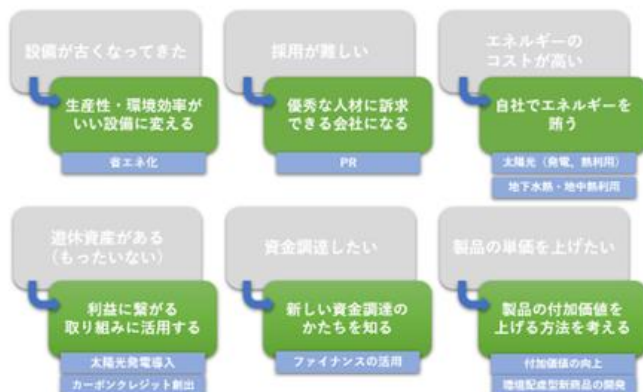 設備が古くなってきた
生産性・環境効率が
いい設備に変える
省エネ化
採用が難しい
優秀な人材に訴求
できる会社になる
PR
エネルギーの
コストが高い
自社でエネルギーを
賄う
太陽光（発電、熱利用）
地下水熱・地中熱利用
遊休資産がある
（もったいない）
利益に繋がる
取り組みに活用する
太陽光発電導入
カーボンクレジット創出
資金調達したい
新しい資金調達の
かたちを知る
ファイナンスの活用
製品の単価を上げたい
製品の付加価値を
上げる方法を考える
付加価値の向上
環境配慮型新商品の開発